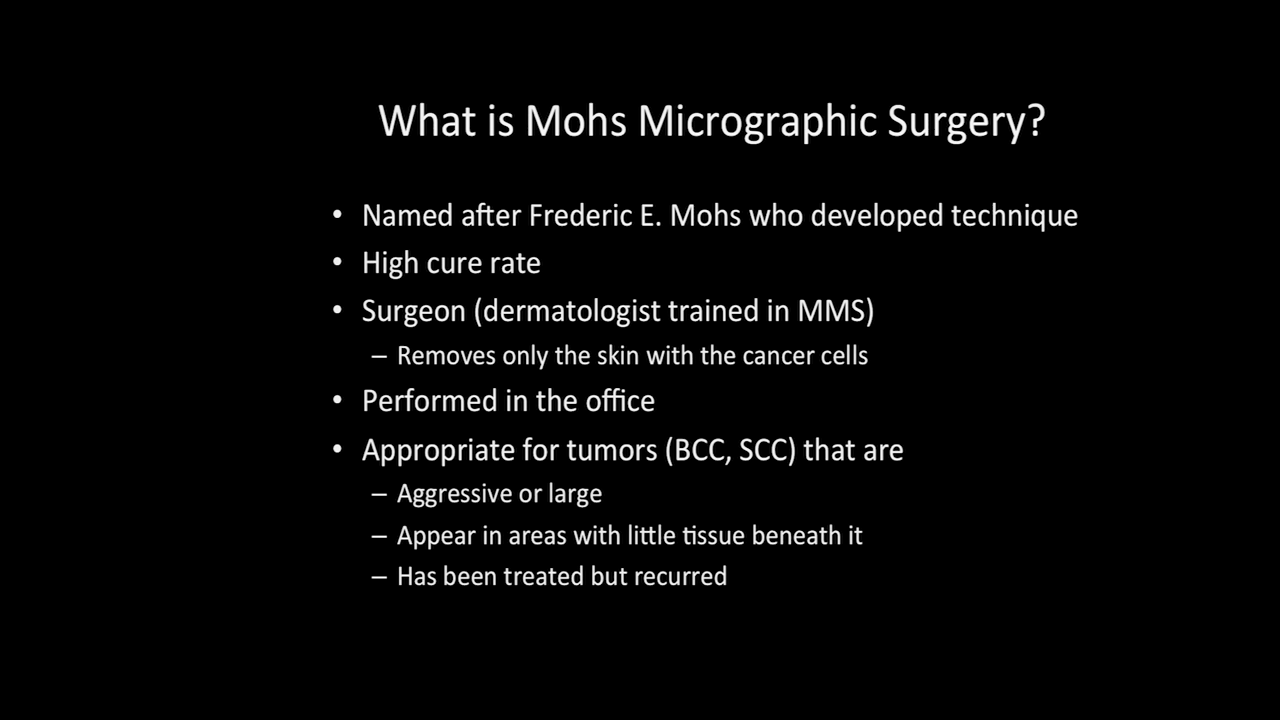 What is Mohs Micrographic Surgery?
• Named after Frederic E. Mohs who developed technique
• High cure rate
• Surgeon (dermatologist trained in MMS)
– Removes only the skin with the cancer cells
• Performed in the office
• Appropriate for tumors (BCC, SCC) that are
– Aggressive or large
– Appear in areas with little tissue beneath it
– Has been treated but recurred